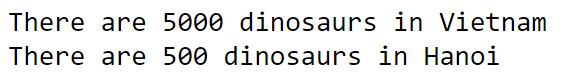 There are 5000 dinosaurs in Vietnam
There are 500 dinosaurs in Hanoi